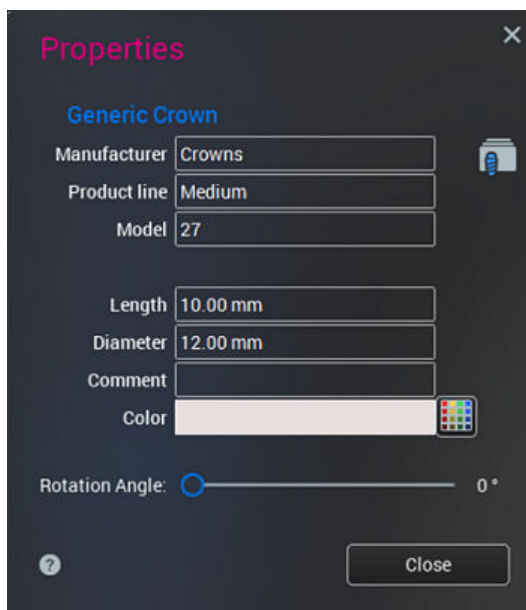 Properties
Generic Crown
Manufacturer Crowns
Product line Medium
Model 27
Length 10.00 mm
Diameter 12.00 mm
Comment
Color
Rotation Angle: 0 °
? Close